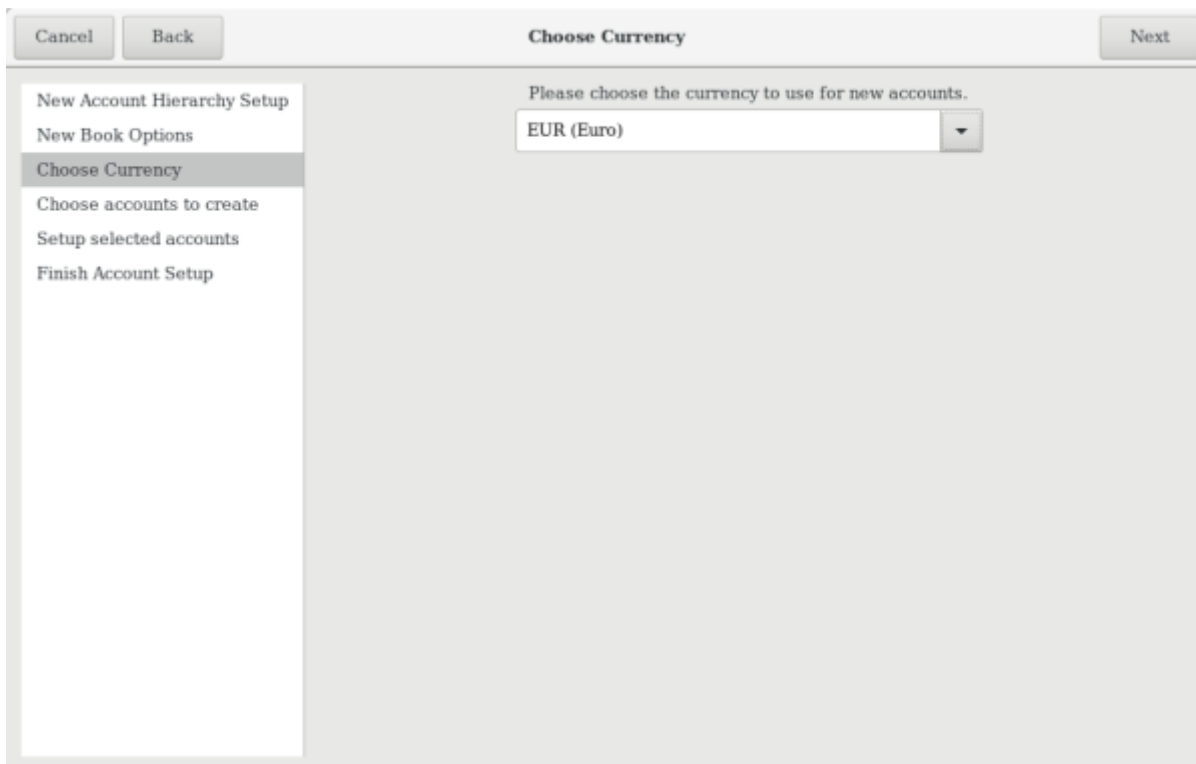 Cancel
Back
Choose Currency
Next
New Account Hierarchy Setup
New Book Options
Choose Currency
Choose accounts to create
Setup selected accounts
Finish Account Setup
Please choose the currency to use for new accounts.
EUR (Euro)